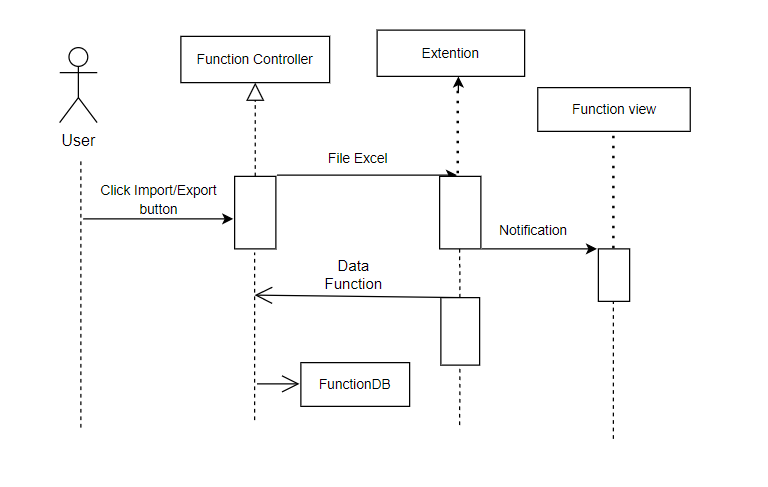 Function Controller
Extention
Function view
User
File Excel
Click Import/Export
button
Notification
Data
Function
FunctionDB